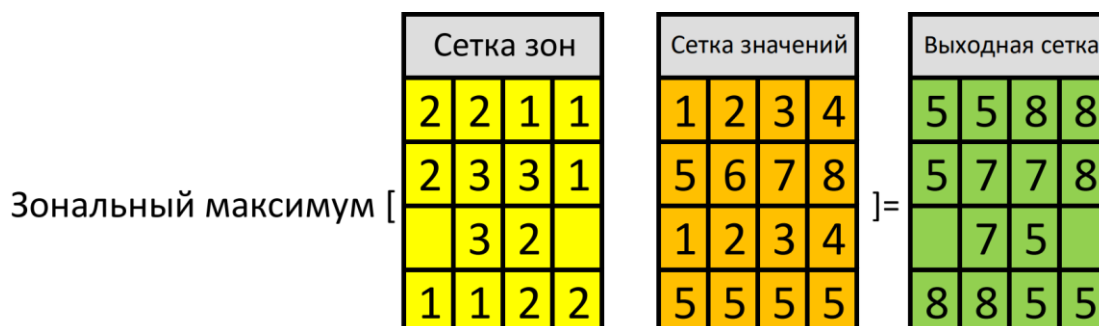 Сетка зон Сетка значений Выходная сетка
2 2 1 1 1 2 3 4 5 5 8 8
2 3 3 1 5 6 7 8 5 7 7 8
Зональный максимум [ ]=
3 2 1 2 3 4 7 5
1 1 2 2 5 5 5 5 8 8 5 5